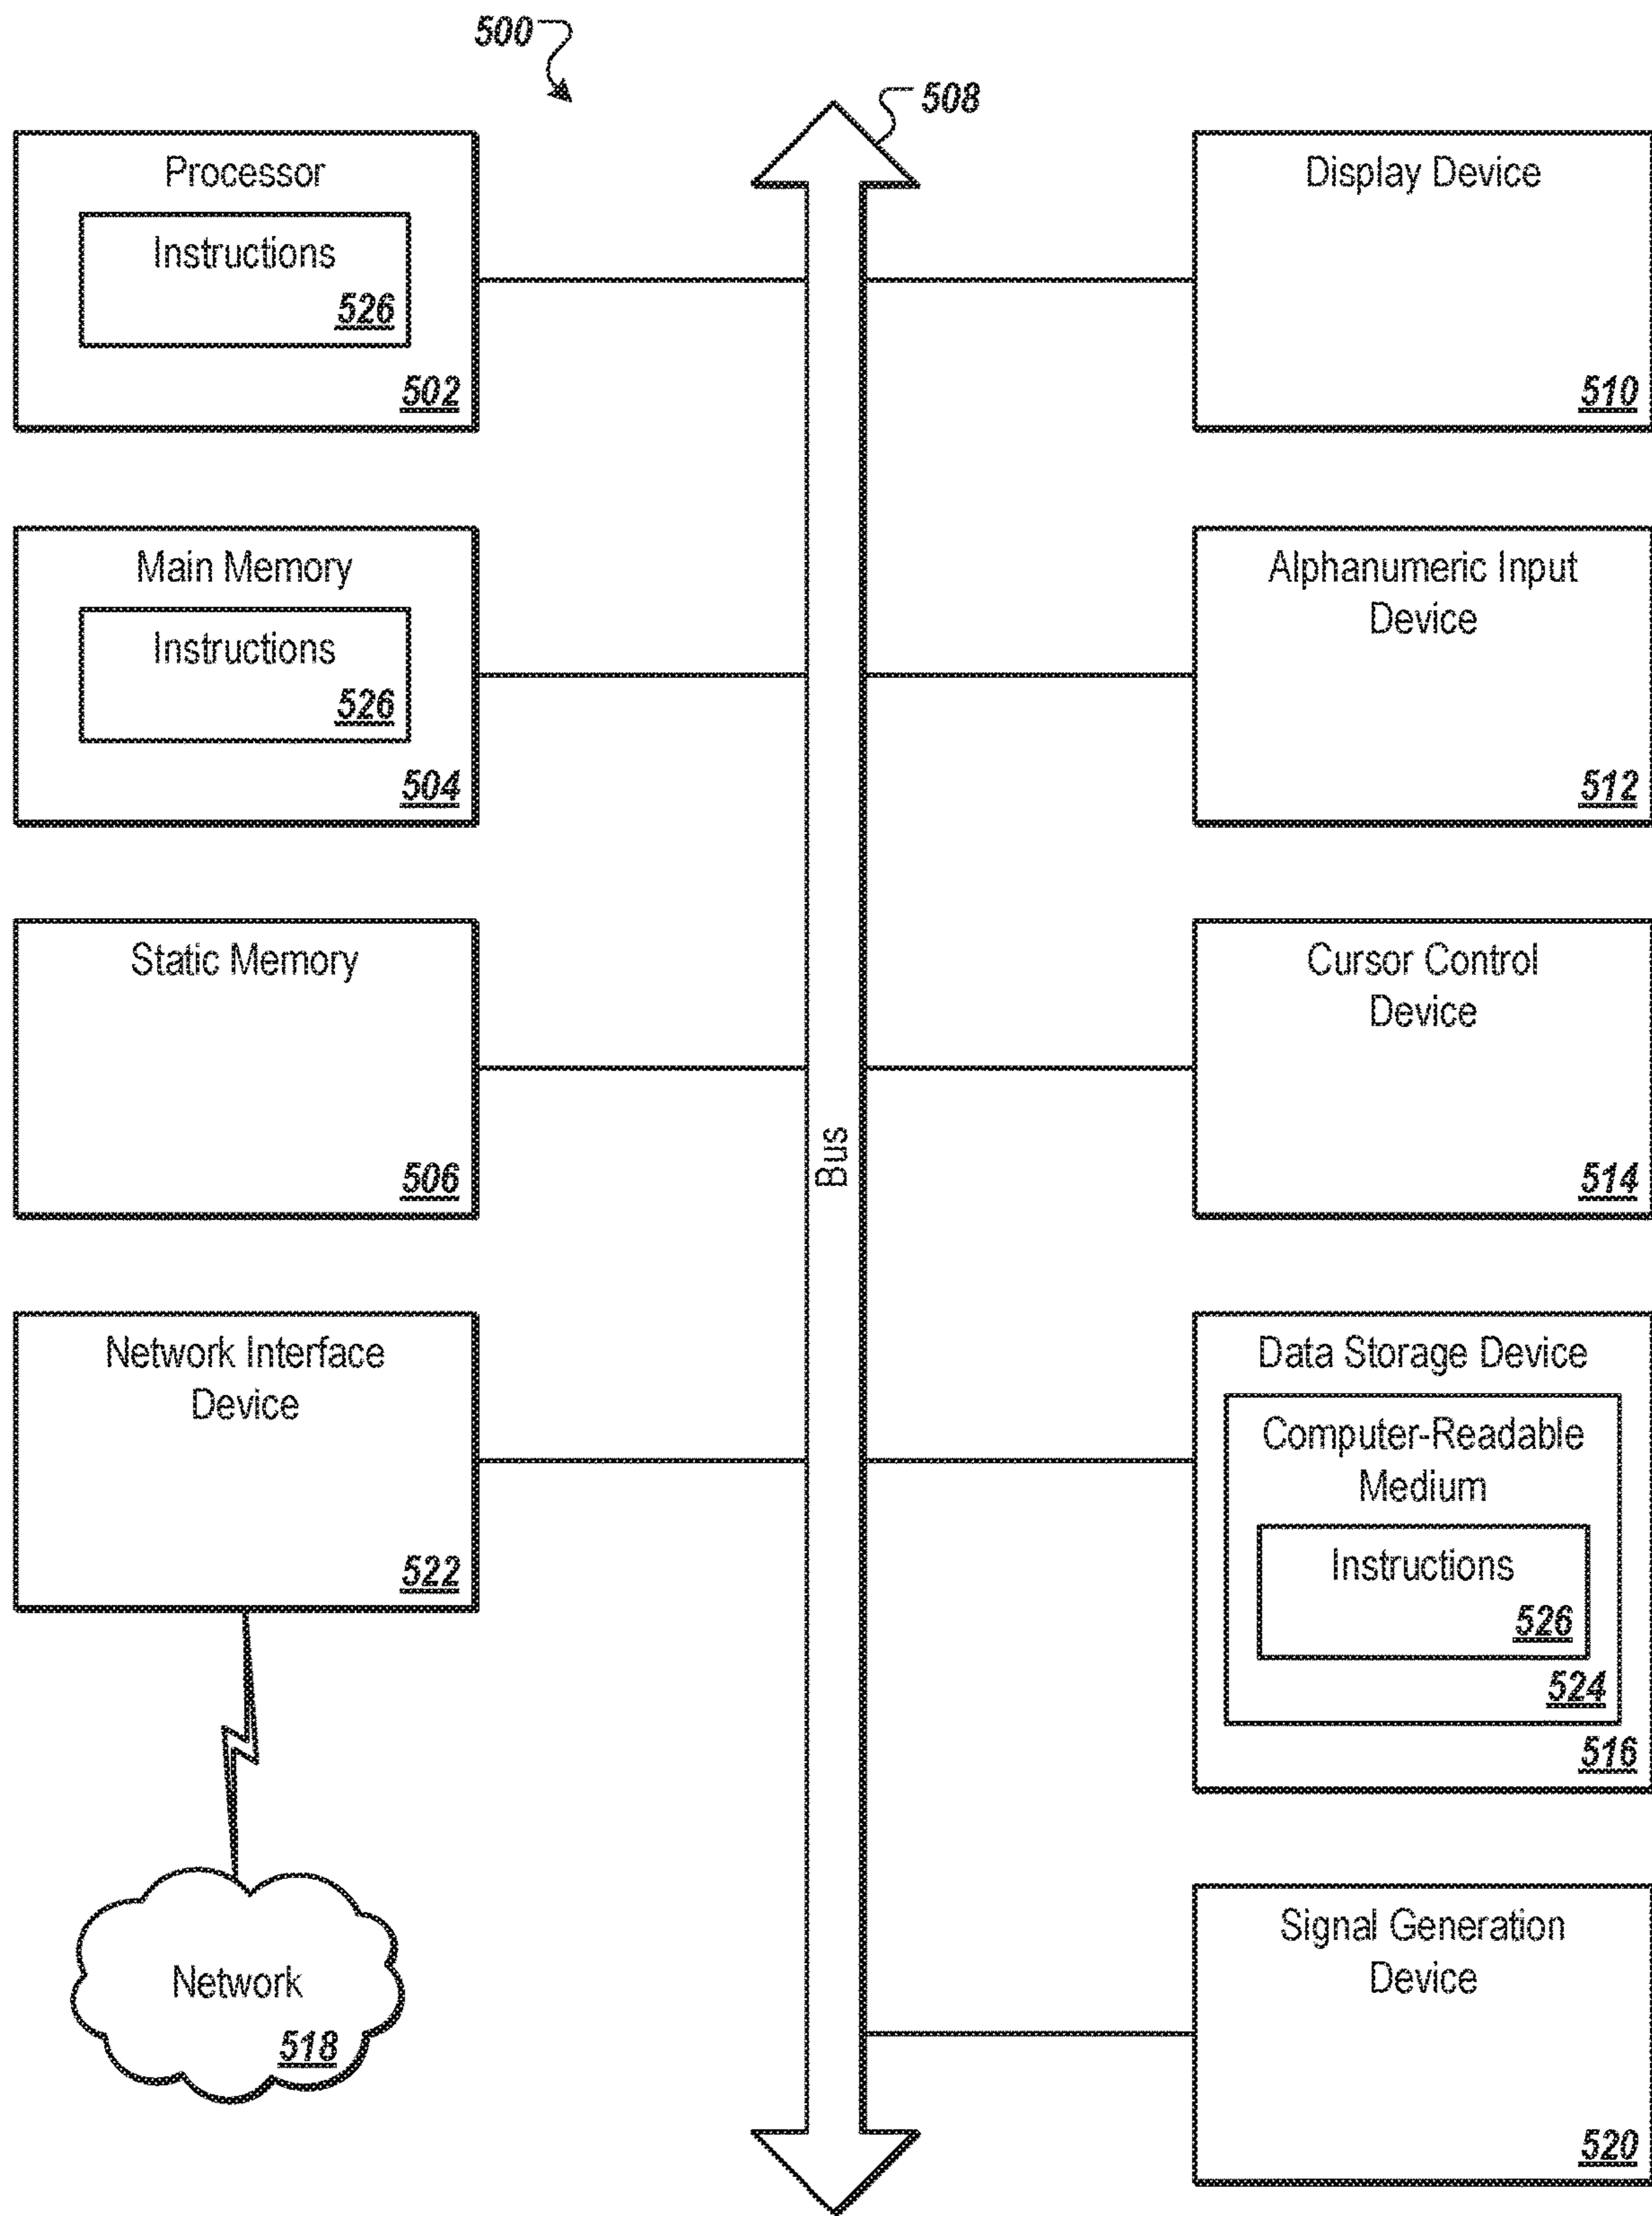 500
508
Processor
Instructions
526
502
Main Memory
Instructions
526
504
Static Memory
506
Network Interface
Device
522
Network
518
Bus
Display Device
510
Alphanumeric Input
Device
512
Cursor Control
Device
514
Data Storage Device
Computer-Readable
Medium
Instructions
526
524
516
Signal Generation
Device
520